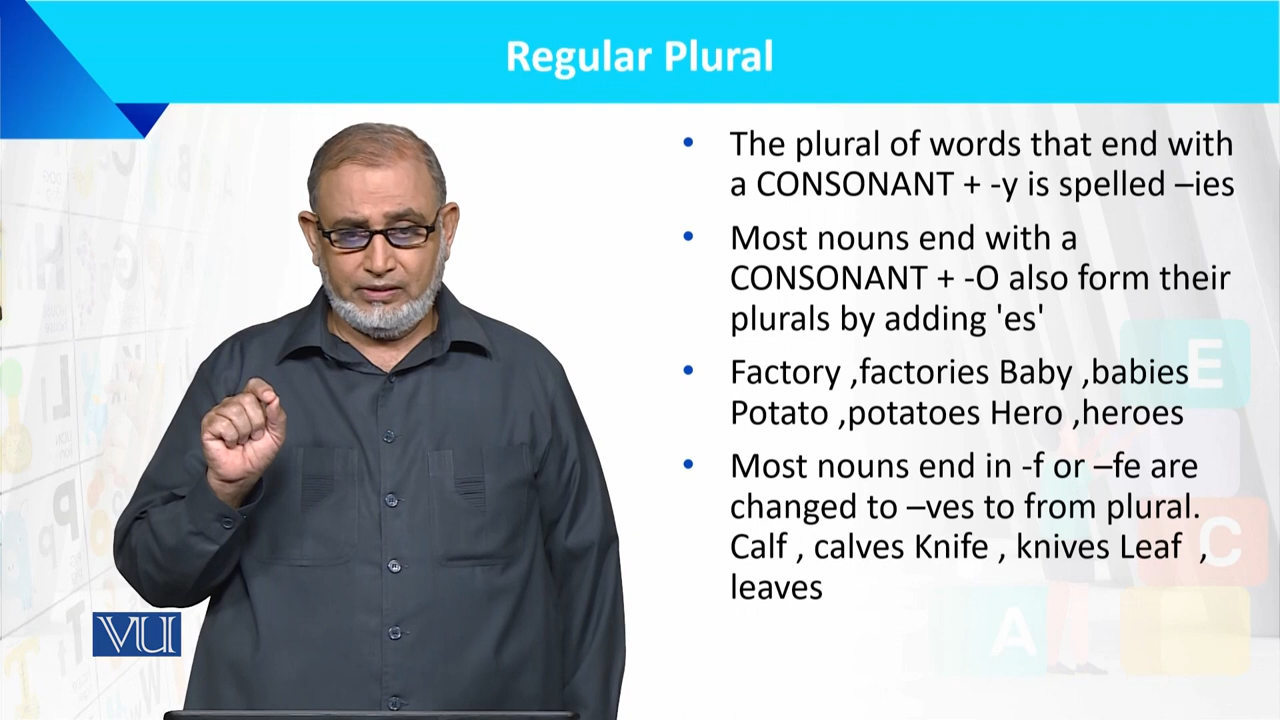 Regular Plural
• The plural of words that end with
a CONSONANT + -y is spelled –ies
• Most nouns end with a
CONSONANT + -O also form their
plurals by adding 'es'
• Factory ,factories Baby ,babies
Potato ,potatoes Hero ,heroes
• Most nouns end in -f or –fe are
changed to –ves to from plural.
Calf , calves Knife , knives Leaf ,
leaves
VU
E
C
A